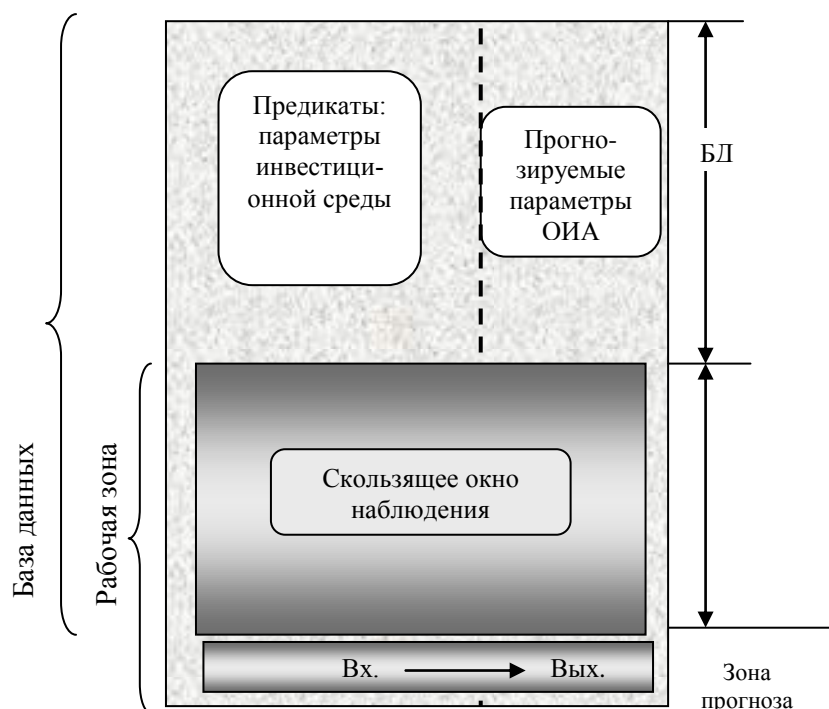 Предикаты:
параметры
инвестици-
онной среды
Прогно-
зируемые
параметры
ОИА
БД
База данных
Рабочая зона
Скользящее окно
наблюдения
Вх.
Вых.
Зона
прогноза